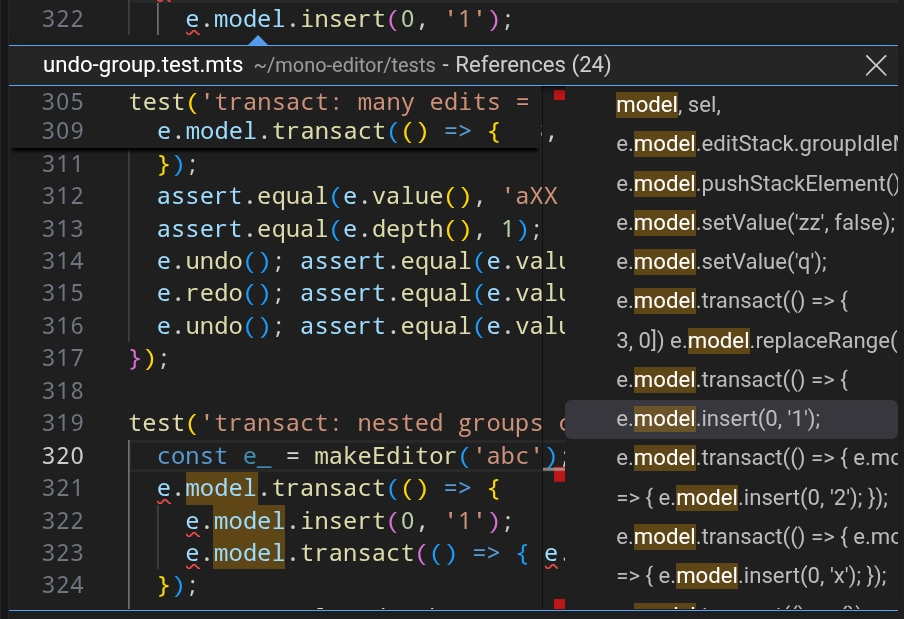 322 e.model.insert(0, '1');
undo-group.test.mts ~/mono-editor/tests - References (24)
305 test('transact: many edits =
309 e.model.transact(() => {
311 });
312 assert.equal(e.value(), 'aXX
313 assert.equal(e.depth(), 1);
314 e.undo(); assert.equal(e.valu
315 e.redo(); assert.equal(e.valu
316 e.undo(); assert.equal(e.valu
317 });
318
319 test('transact: nested groups
320 const e_ = makeEditor('abc');
321 e.model.transact(() => {
322 e.model.insert(0, '1');
323 e.model.transact(() => { e.
324 });
model, sel,
e.model.editStack.groupIdle
e.model.pushStackElement()
e.model.setValue('zz', false);
e.model.setValue('q');
e.model.transact(() => {
3, 0]) e.model.replaceRange(
e.model.transact(() => {
e.model.insert(0, '1');
e.model.transact(() => { e.mo
=> { e.model.insert(0, '2'); });
e.model.transact(() => { e.mo
=> { e.model.insert(0, 'x'); });